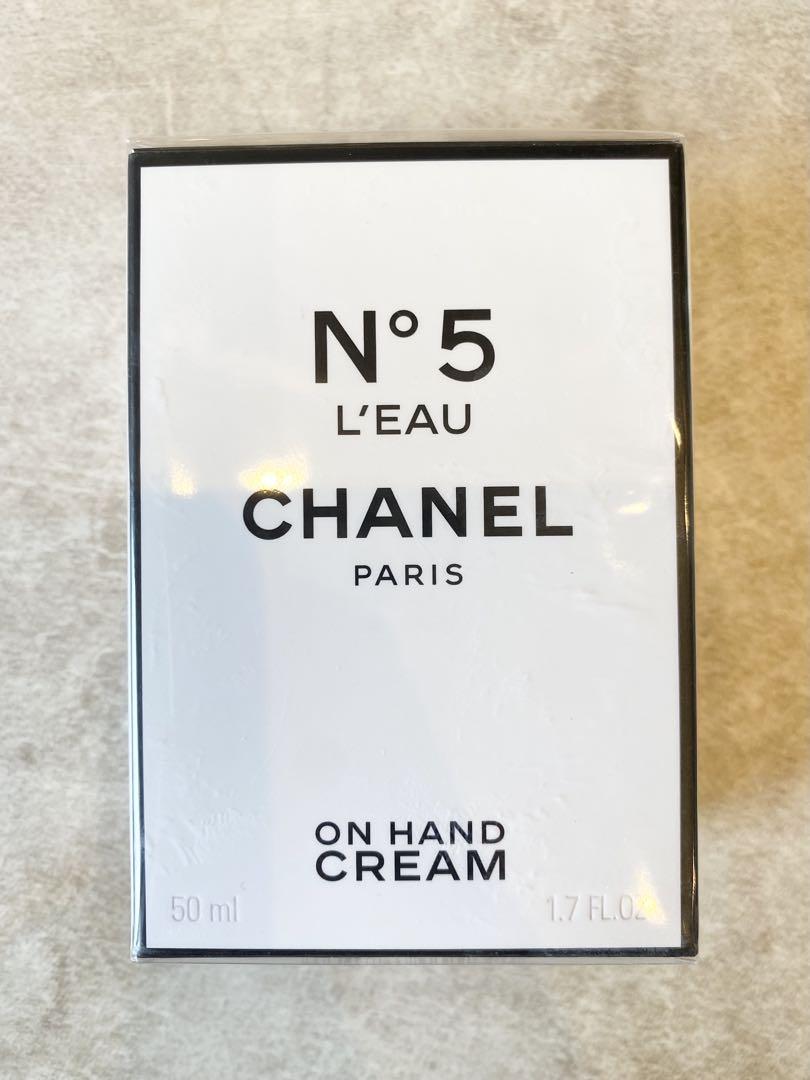 N° 5
L'EAU
CHANEL
PARIS
ON HAND
CREAM
50 ml
1.7 FL.OZ